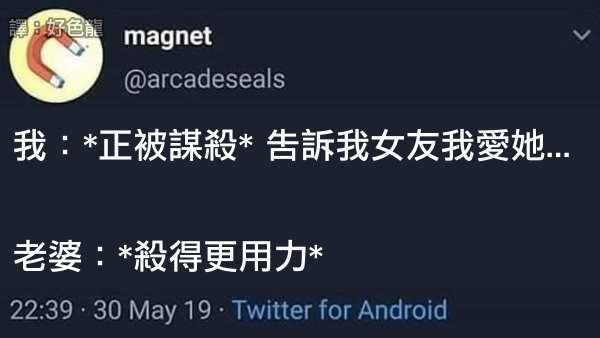 譯：好色龍
magnet
@arcadeseals
我：*正被謀殺* 告訴我女友我愛她...
老婆：*殺得更用力*
22:39 · 30 May 19 · Twitter for Android